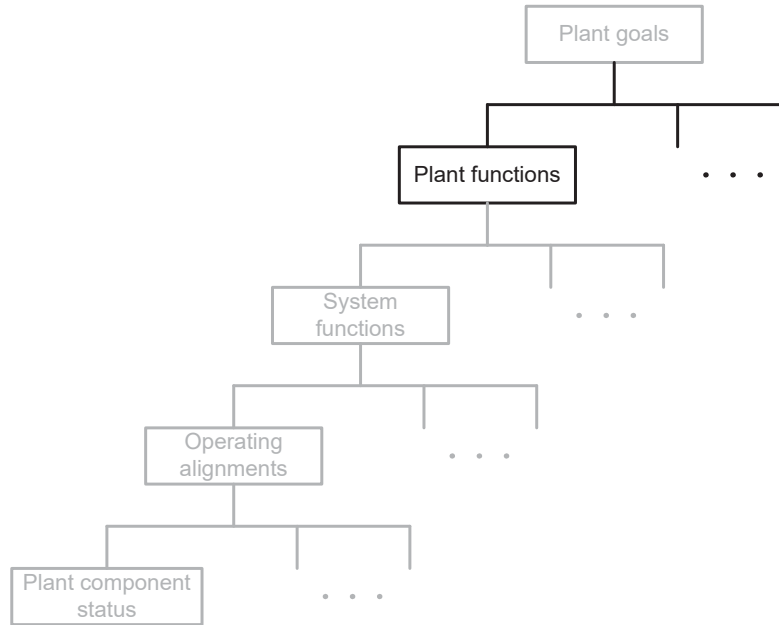 Plant goals
Plant functions
. . .
System
functions
. . .
Operating
alignments
. . .
Plant component
status
. . .